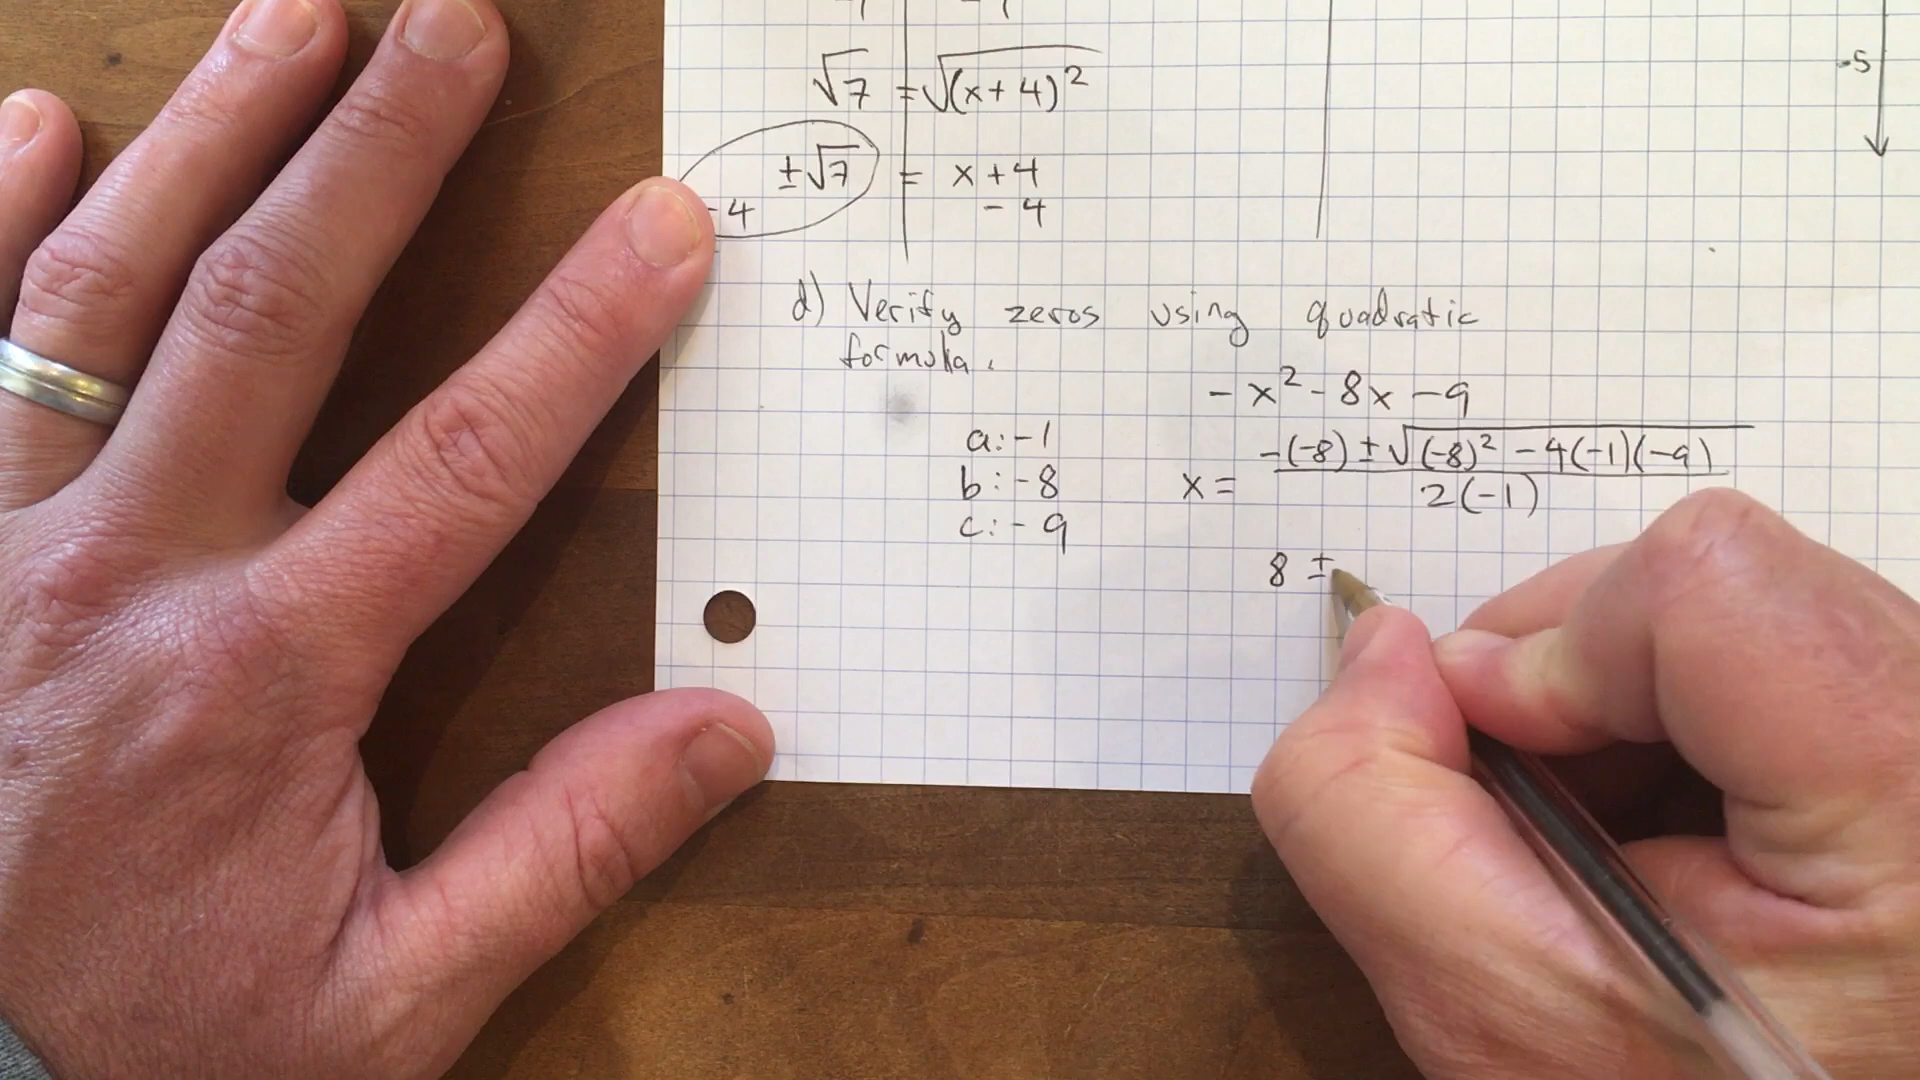 -5
√7 = √(x+4)²
±√7 = x+4
-4 -4
d) Verify zeros using quadratic
formula.
-x² - 8x - 9
a: -1
b: -8
c: -9
x = (-(-8) ± √((-8)² - 4(-1)(-9))) / 2(-1)
8 ±